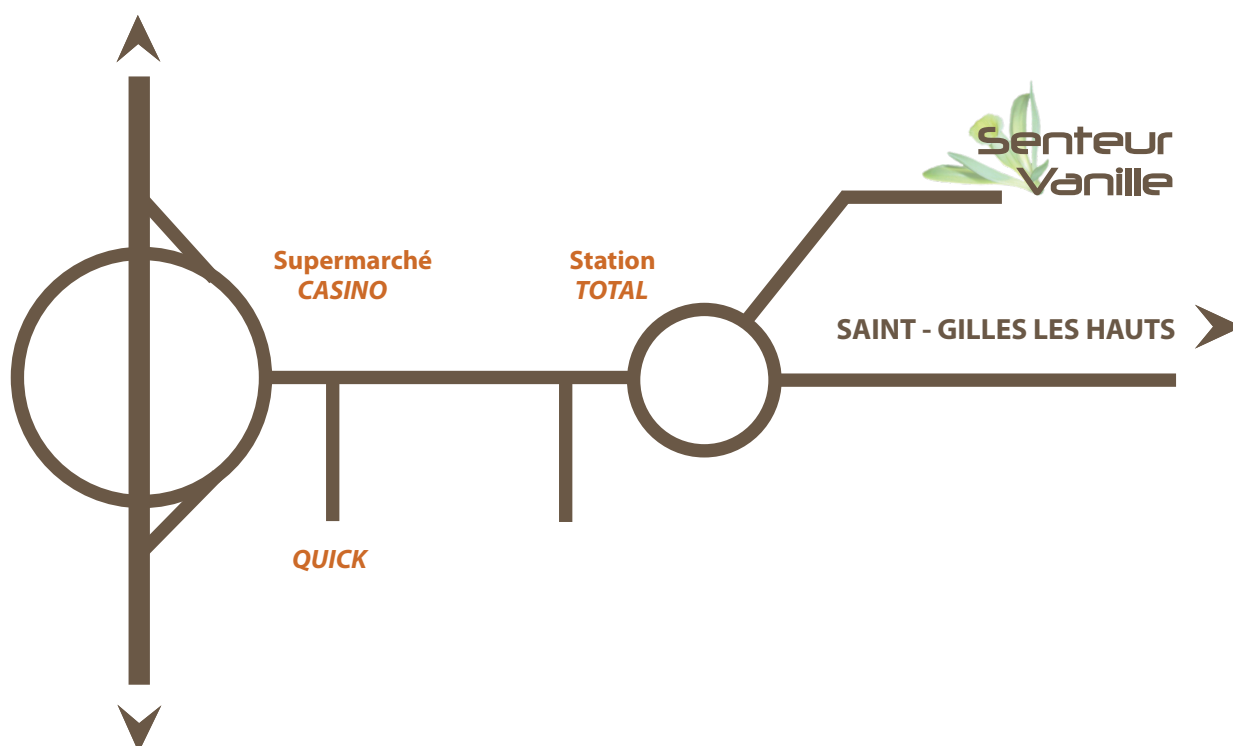 Senteur
Vanille
Supermarché
CASINO
Station
TOTAL
SAINT - GILLES LES HAUTS
QUICK